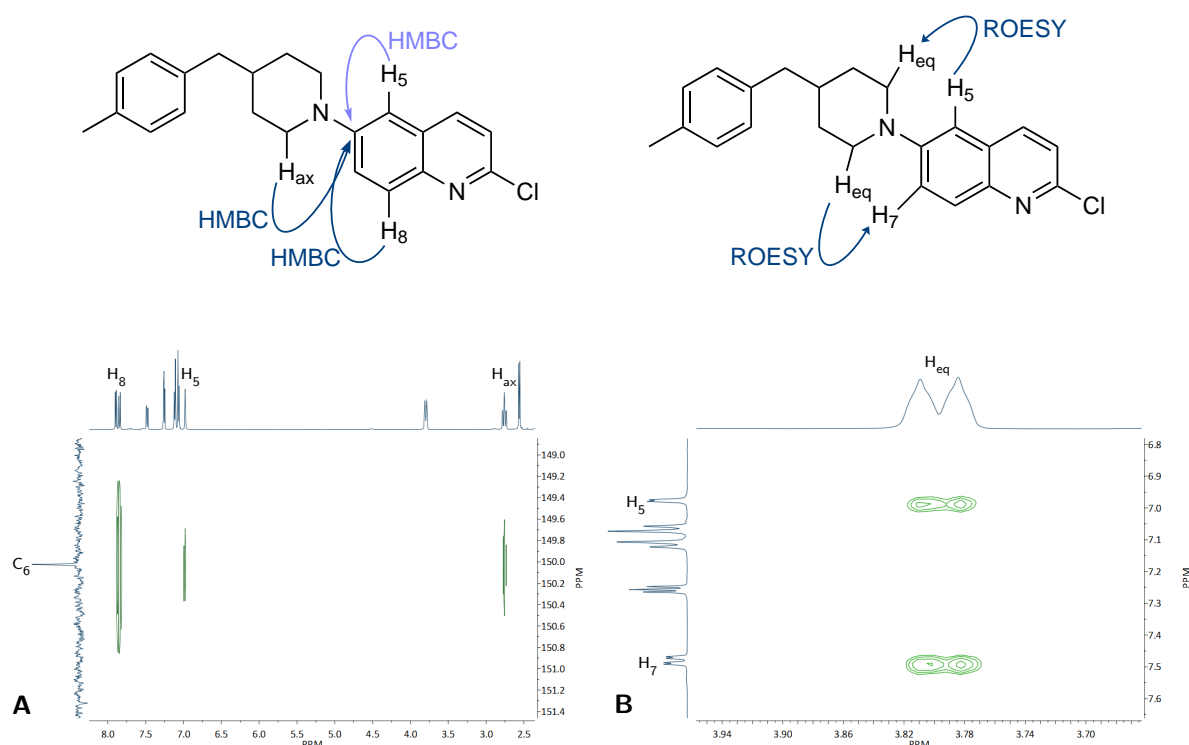 HMBC
H5
N
Hax
N
Cl
HMBC
H8
HMBC
ROESY
Heq
H5
N
Heq
H7
N
Cl
ROESY
H8
H5
Hax
C6
149.0
149.2
149.4
149.6
149.8
150.0
150.2
150.4
150.6
150.8
151.0
151.2
151.4
PPM
8.0 7.5 7.0 6.5 6.0 5.5 5.0 4.5 4.0 3.5 3.0 2.5
PPM
A
Heq
H5
H7
6.8
6.9
7.0
7.1
7.2
7.3
7.4
7.5
7.6
PPM
3.94 3.90 3.86 3.82 3.78 3.74 3.70
PPM
B